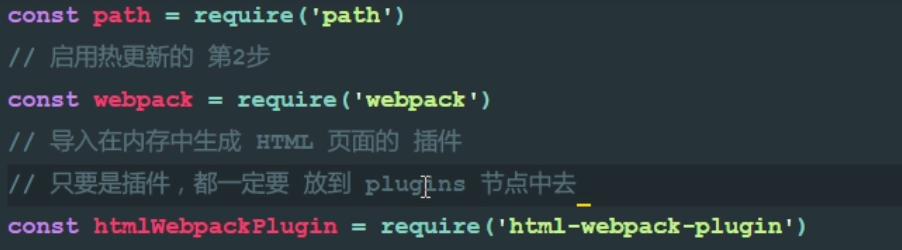 const path = require('path')
// 启用热更新的 第2步
const webpack = require('webpack')
// 导入在内存中生成 HTML 页面的 插件
// 只要是插件，都一定要 放到 plugins 节点中去
const htmlWebpackPlugin = require('html-webpack-plugin')